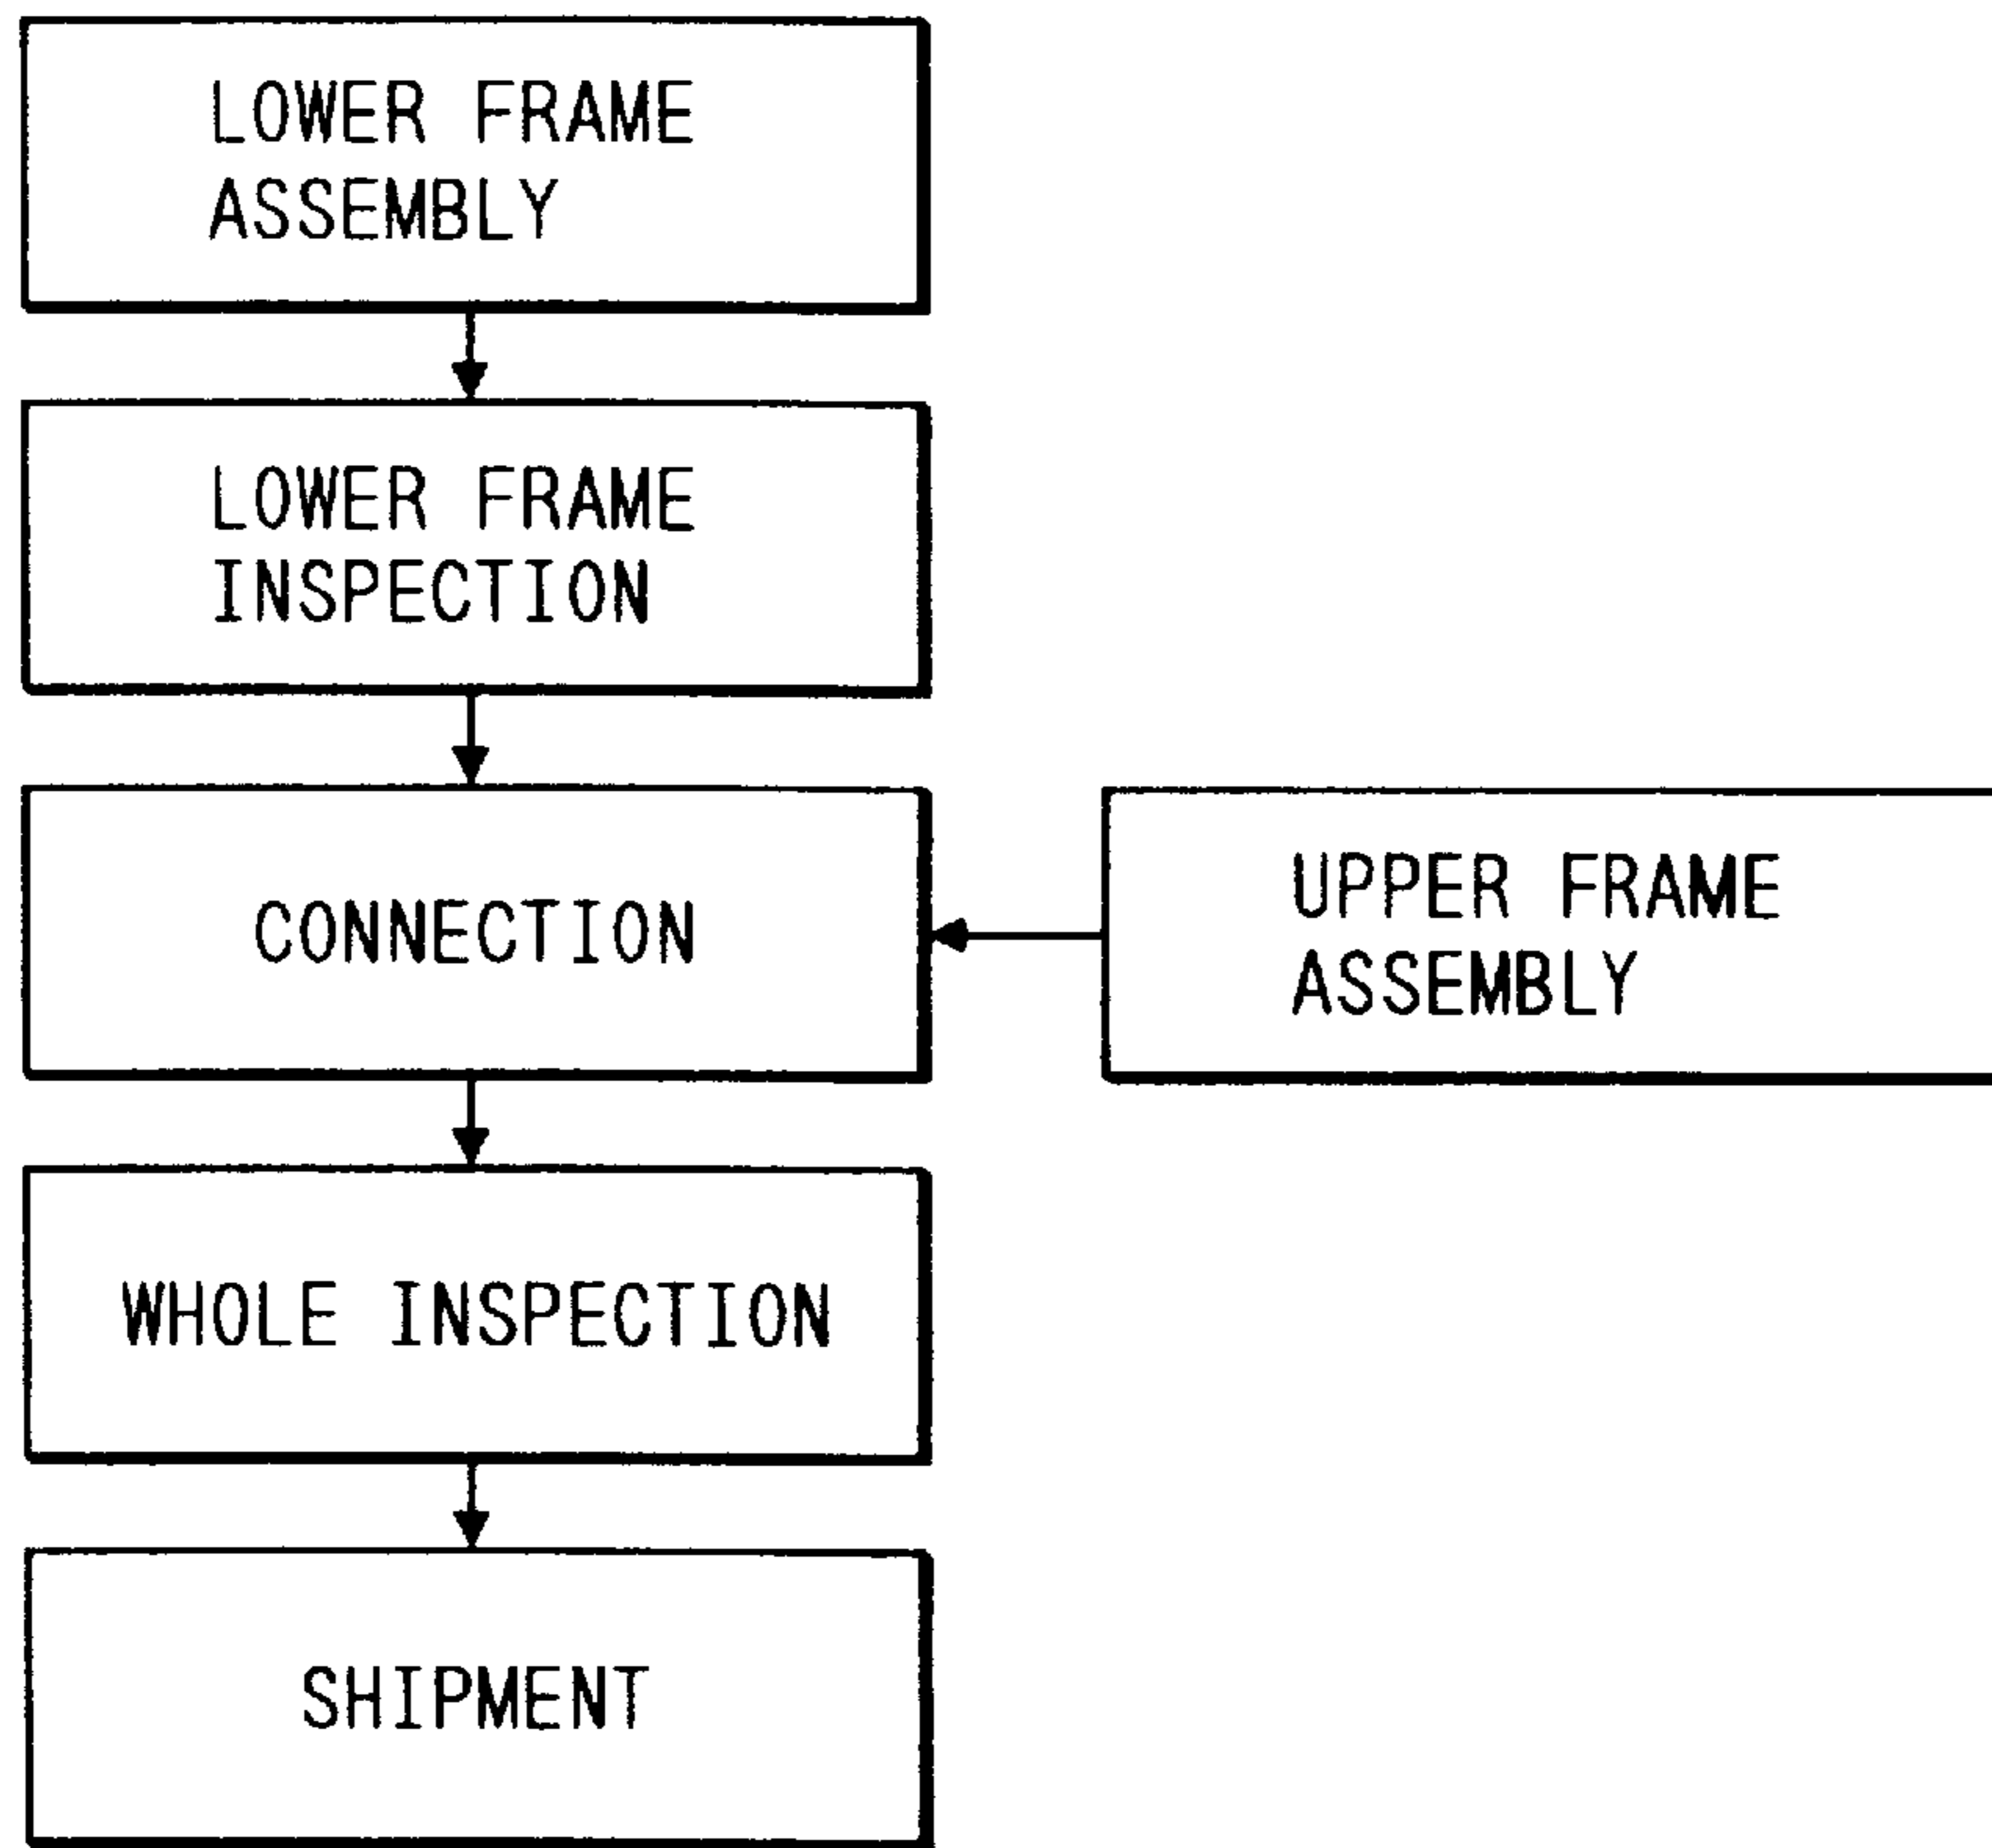 LOWER FRAME
ASSEMBLY
LOWER FRAME
INSPECTION
CONNECTION
UPPER FRAME
ASSEMBLY
WHOLE INSPECTION
SHIPMENT